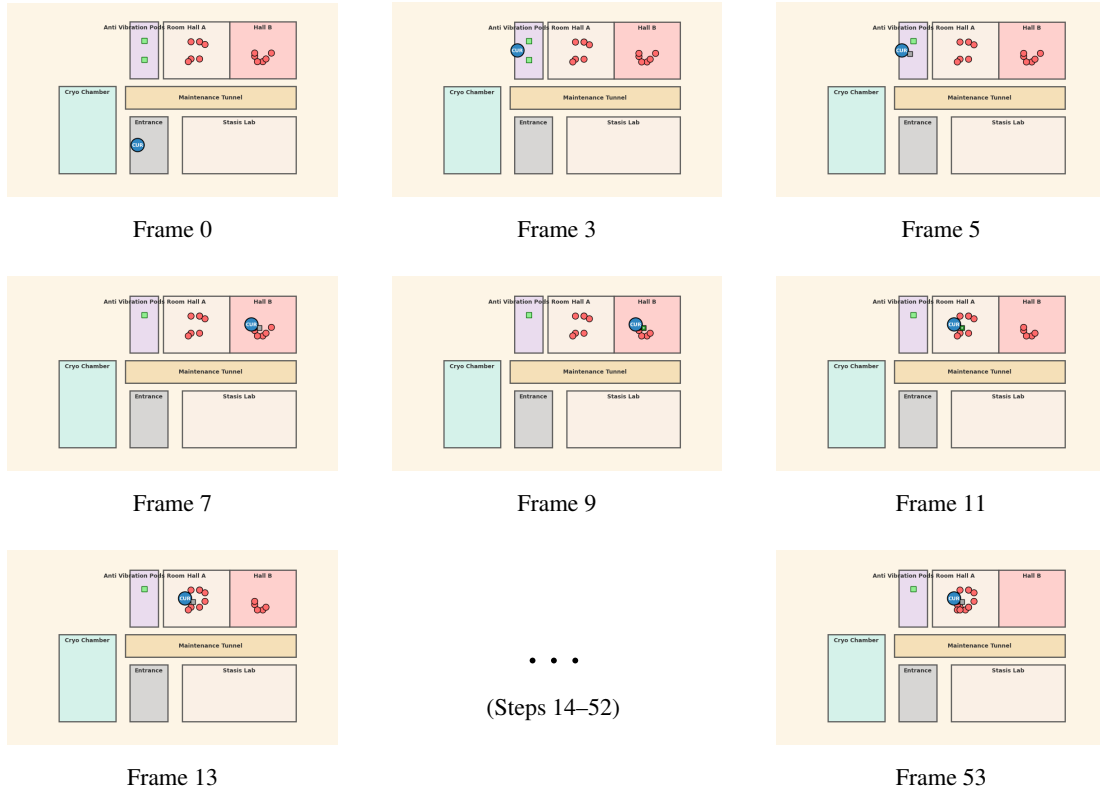 Anti Vibration Pods Room Hall A Hall B
Cryo Chamber
Maintenance Tunnel
Entrance
Stasis Lab
CUR
Frame 0
Anti Vibration Pods Room Hall A Hall B
CUR
Cryo Chamber
Maintenance Tunnel
Entrance
Stasis Lab
Frame 3
Anti Vibration Pods Room Hall A Hall B
CUR
Cryo Chamber
Maintenance Tunnel
Entrance
Stasis Lab
Frame 5
Anti Vibration Pods Room Hall A Hall B
CUR
Cryo Chamber
Maintenance Tunnel
Entrance
Stasis Lab
Frame 7
Anti Vibration Pods Room Hall A Hall B
CUR
Cryo Chamber
Maintenance Tunnel
Entrance
Stasis Lab
Frame 9
Anti Vibration Pods Room Hall A Hall B
CUR
Cryo Chamber
Maintenance Tunnel
Entrance
Stasis Lab
Frame 11
Anti Vibration Pods Room Hall A Hall B
CUR
Cryo Chamber
Maintenance Tunnel
Entrance
Stasis Lab
Frame 13
. . .
(Steps 14–52)
Anti Vibration Pods Room Hall A Hall B
CUR
Cryo Chamber
Maintenance Tunnel
Entrance
Stasis Lab
Frame 53